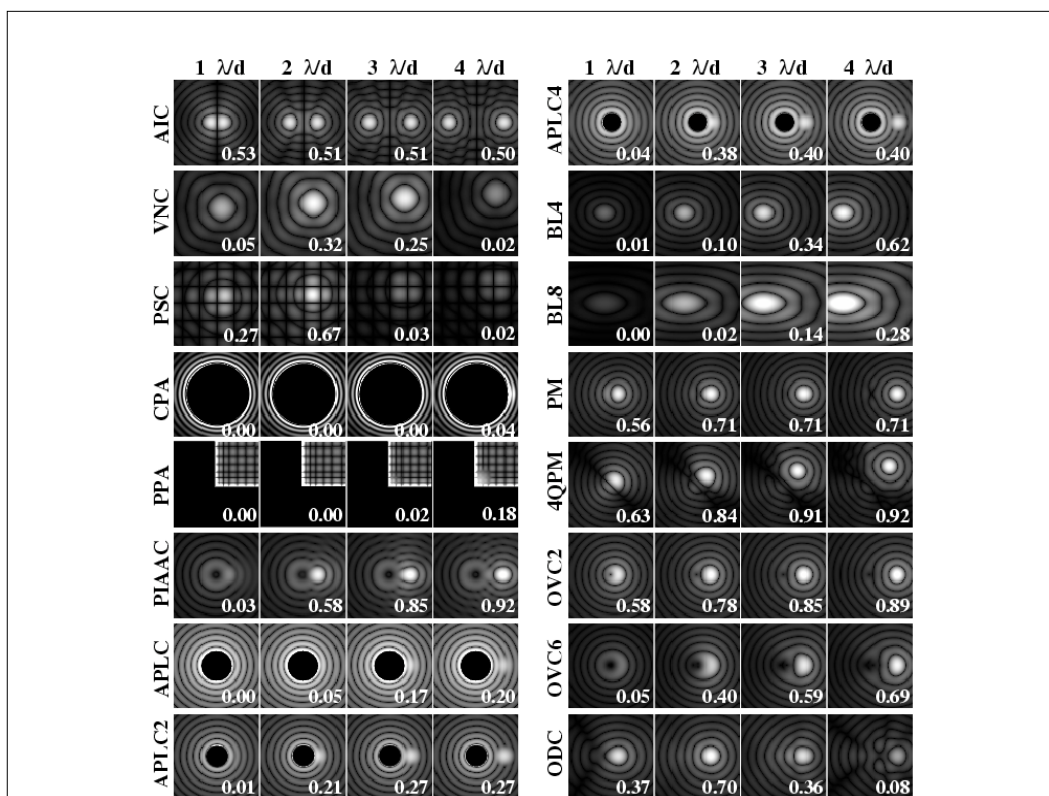 1 λ/d 2 λ/d 3 λ/d 4 λ/d
AIC 0.53 0.51 0.51 0.50
VNC 0.05 0.32 0.25 0.02
PSC 0.27 0.67 0.03 0.02
CPA 0.00 0.00 0.00 0.04
PPA 0.00 0.00 0.02 0.18
PIAAC 0.03 0.58 0.85 0.92
APLC 0.00 0.05 0.17 0.20
APLC2 0.01 0.21 0.27 0.27
1 λ/d 2 λ/d 3 λ/d 4 λ/d
APLC4 0.04 0.38 0.40 0.40
BL4 0.01 0.10 0.34 0.62
BL8 0.00 0.02 0.14 0.28
PM 0.56 0.71 0.71 0.71
4QPM 0.63 0.84 0.91 0.92
OVC2 0.58 0.78 0.85 0.89
OVC6 0.05 0.40 0.59 0.69
ODC 0.37 0.70 0.36 0.08